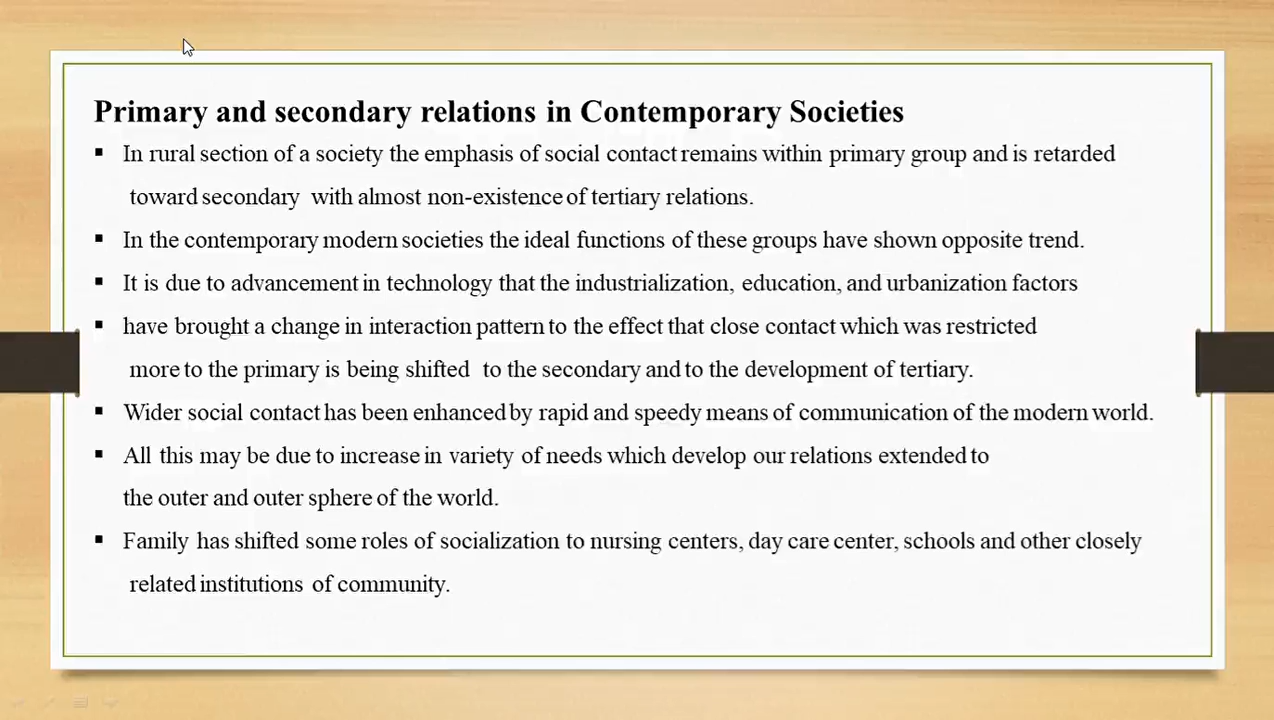 Primary and secondary relations in Contemporary Societies
▪ In rural section of a society the emphasis of social contact remains within primary group and is retarded
toward secondary with almost non-existence of tertiary relations.
▪ In the contemporary modern societies the ideal functions of these groups have shown opposite trend.
▪ It is due to advancement in technology that the industrialization, education, and urbanization factors
▪ have brought a change in interaction pattern to the effect that close contact which was restricted
more to the primary is being shifted to the secondary and to the development of tertiary.
▪ Wider social contact has been enhanced by rapid and speedy means of communication of the modern world.
▪ All this may be due to increase in variety of needs which develop our relations extended to
the outer and outer sphere of the world.
▪ Family has shifted some roles of socialization to nursing centers, day care center, schools and other closely
related institutions of community.